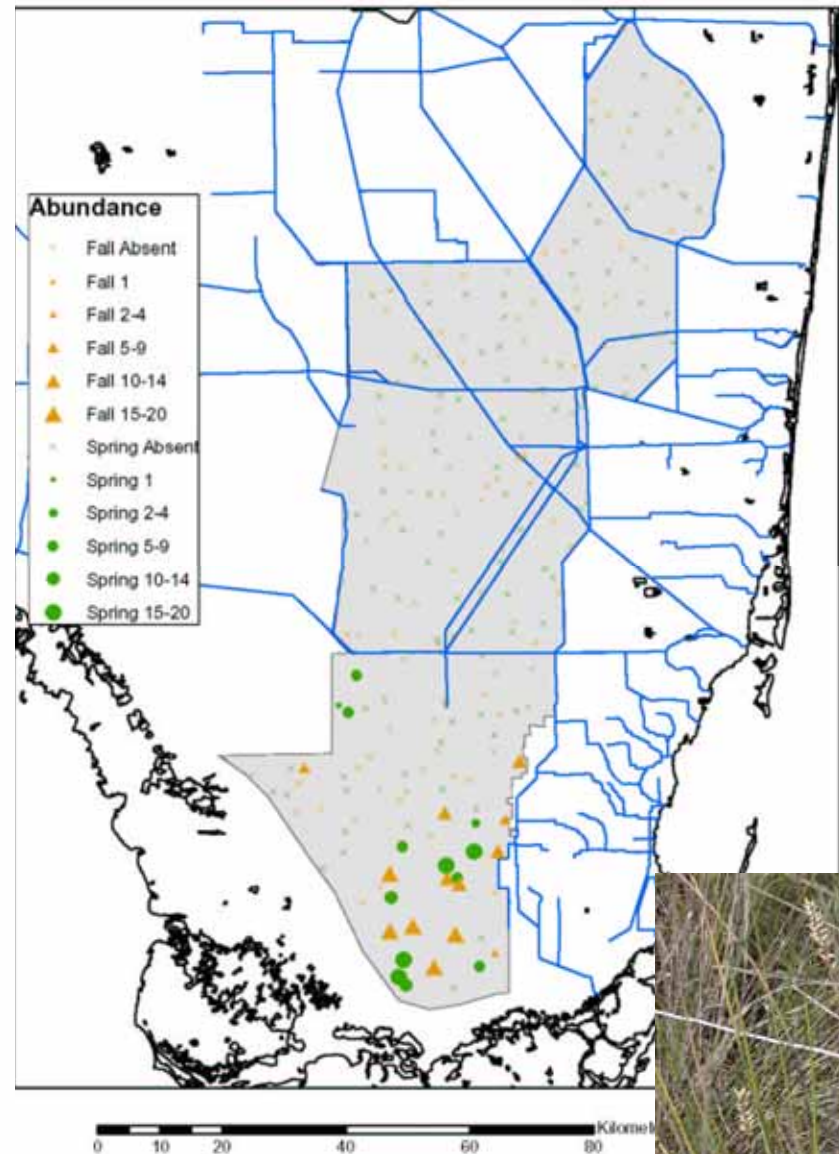 Abundance
Fall Absent
Fall 1
Fall 2-4
Fall 5-9
Fall 10-14
Fall 15-20
Spring Absent
Spring 1
Spring 2-4
Spring 5-9
Spring 10-14
Spring 15-20
Kilomet
0 10 20 40 60 80